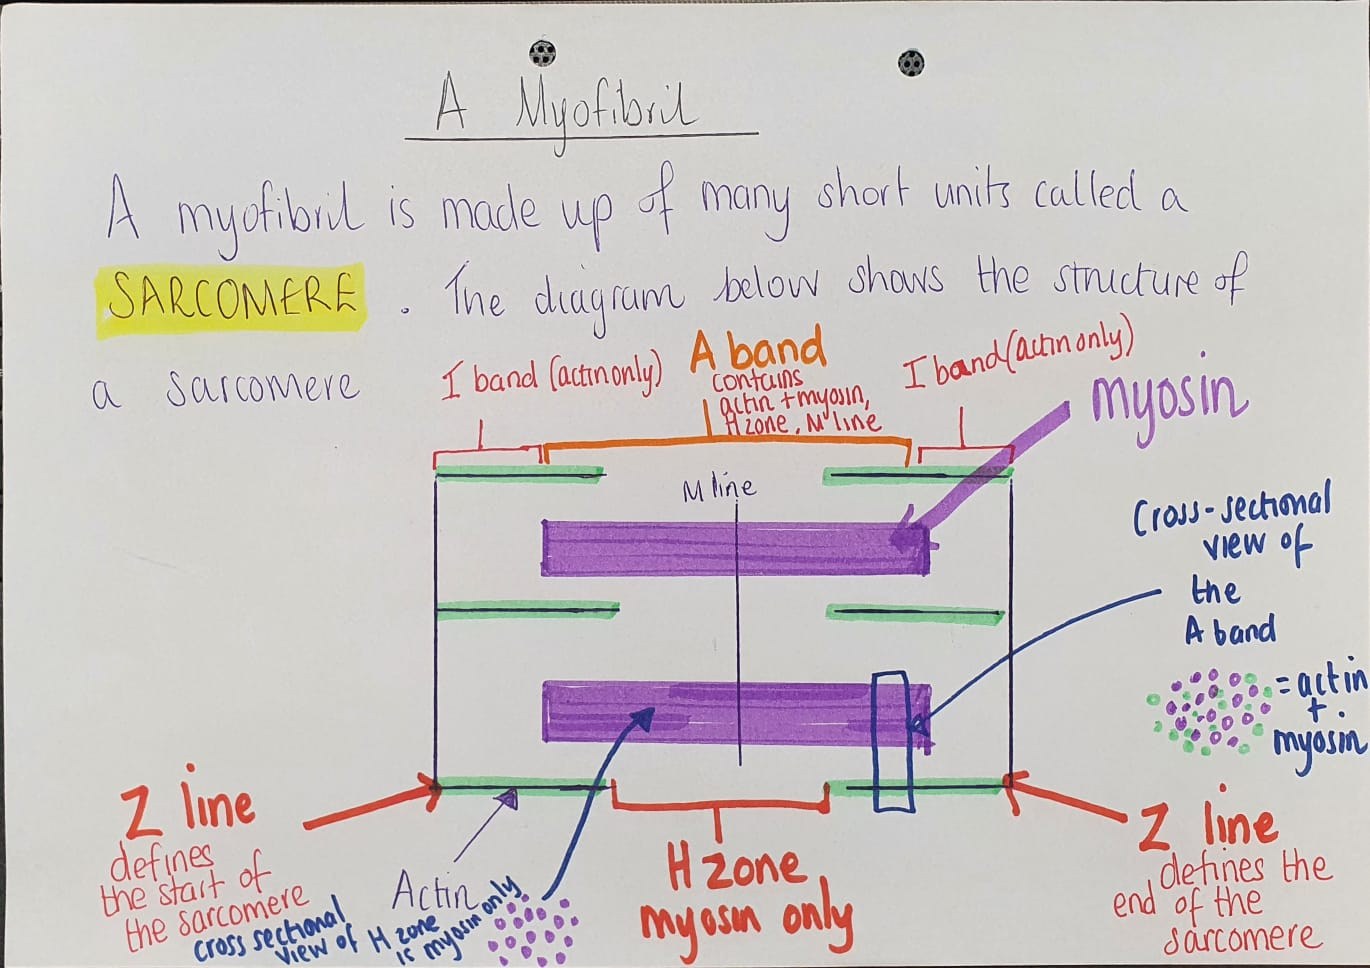 A Myofibril
A myofibril is made up of many short units called a
SARCOMERE. The diagram below shows the structure of
a sarcomere
I band (actin only)
A band
contains
actin + myosin,
H zone, M line
I band (actin only)
myosin
M line
Cross-sectional
view of
the
A band
= actin
+
myosin
Z line
defines
the start of
the sarcomere
Actin
cross sectional
view of H zone
is myosin only
H zone
myosin only
Z line
defines the
end of the
sarcomere